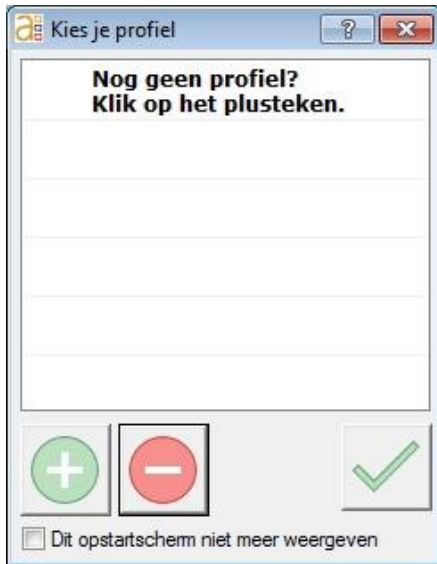 Kies je profiel
Nog geen profiel?
Klik op het plusteken.
Dit opstartscherm niet meer weergeven